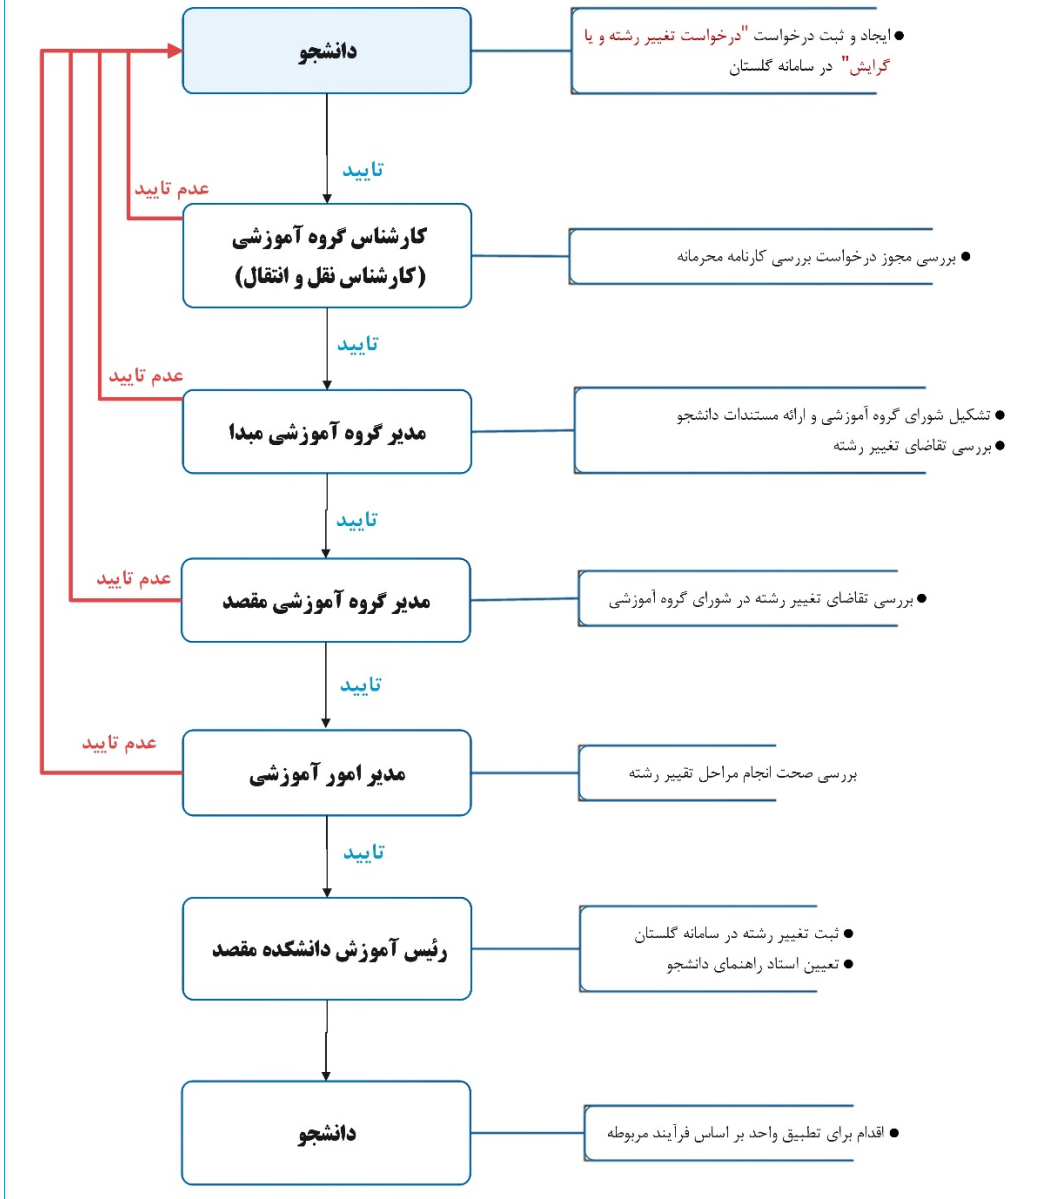 دانشجو
● ایجاد و ثبت درخواست "درخواست تغییر رشته و یا
گرایش" در سامانه گلستان
تایید
عدم تایید
کارشناس گروه آموزشی
(کارشناس نقل و انتقال)
● بررسی مجوز درخواست بررسی کارنامه محرمانه
تایید
عدم تایید
مدیر گروه آموزشی مبدا
● تشکیل شورای گروه آموزشی و ارائه مستندات دانشجو
● بررسی تقاضای تغییر رشته
تایید
عدم تایید
مدیر گروه آموزشی مقصد
● بررسی تقاضای تغییر رشته در شورای گروه آموزشی
تایید
عدم تایید
مدیر امور آموزشی
بررسی صحت انجام مراحل تقییر رشته
تایید
رئیس آموزش دانشکده مقصد
● ثبت تغییر رشته در سامانه گلستان
● تعیین استاد راهنمای دانشجو
دانشجو
● اقدام برای تطبیق واحد بر اساس فرآیند مربوطه